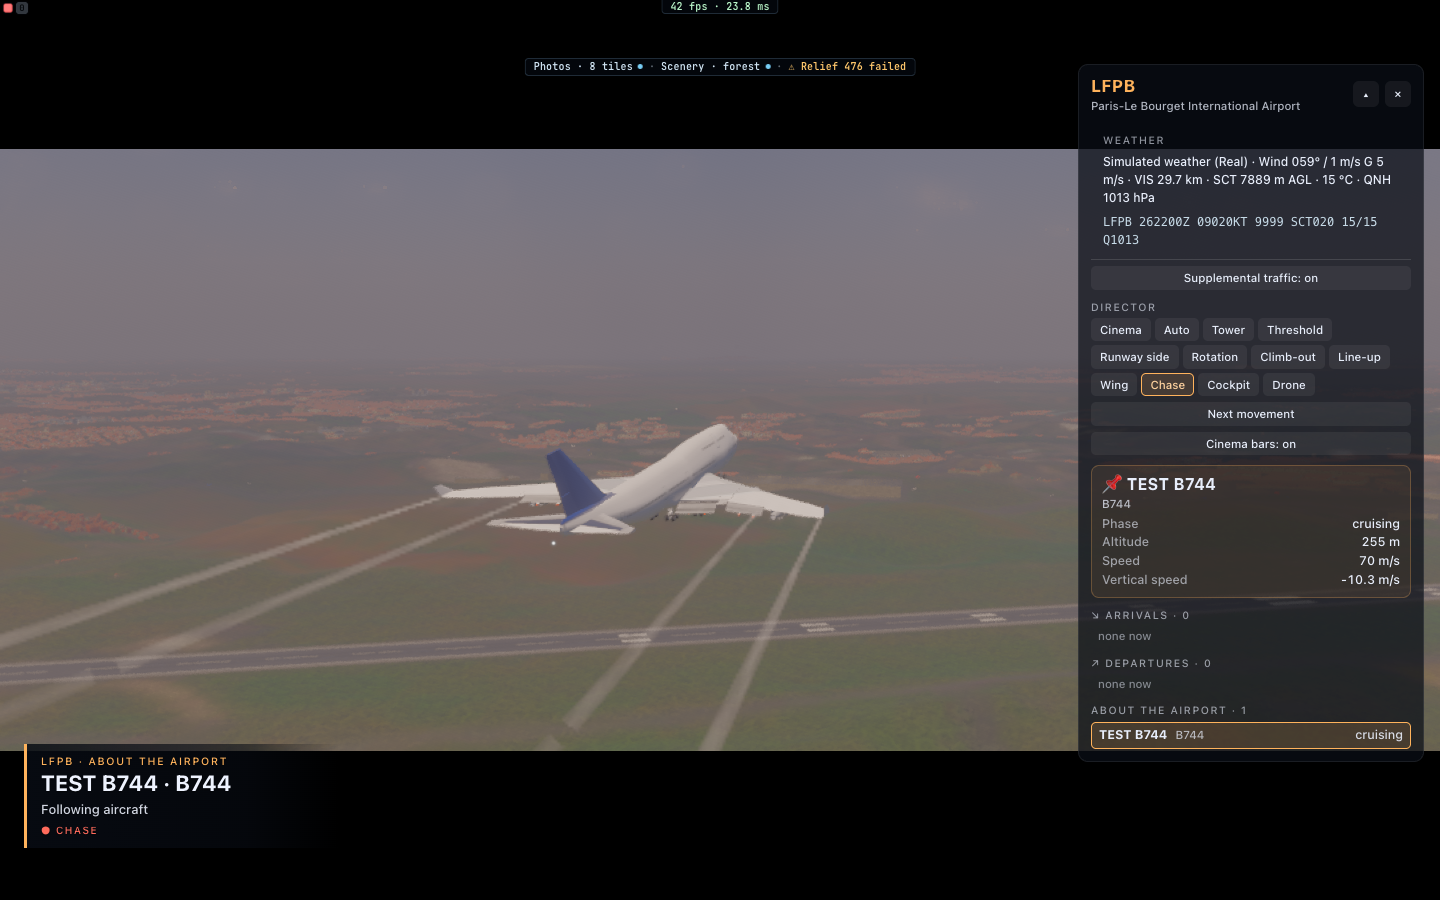 0
42 fps · 23.8 ms
Photos · 8 tiles · Scenery · forest · ⚠ Relief 476 failed
LFPB
Paris-Le Bourget International Airport
WEATHER
Simulated weather (Real) · Wind 059° / 1 m/s G 5
m/s · VIS 29.7 km · SCT 7889 m AGL · 15 °C · QNH
1013 hPa
LFPB 262200Z 09020KT 9999 SCT020 15/15
Q1013
Supplemental traffic: on
DIRECTOR
Cinema Auto Tower Threshold
Runway side Rotation Climb-out Line-up
Wing Chase Cockpit Drone
Next movement
Cinema bars: on
📌 TEST B744
B744
Phase cruising
Altitude 255 m
Speed 70 m/s
Vertical speed -10.3 m/s
↘ ARRIVALS · 0
none now
↗ DEPARTURES · 0
none now
ABOUT THE AIRPORT · 1
TEST B744 B744 cruising
LFPB · ABOUT THE AIRPORT
TEST B744 · B744
Following aircraft
CHASE